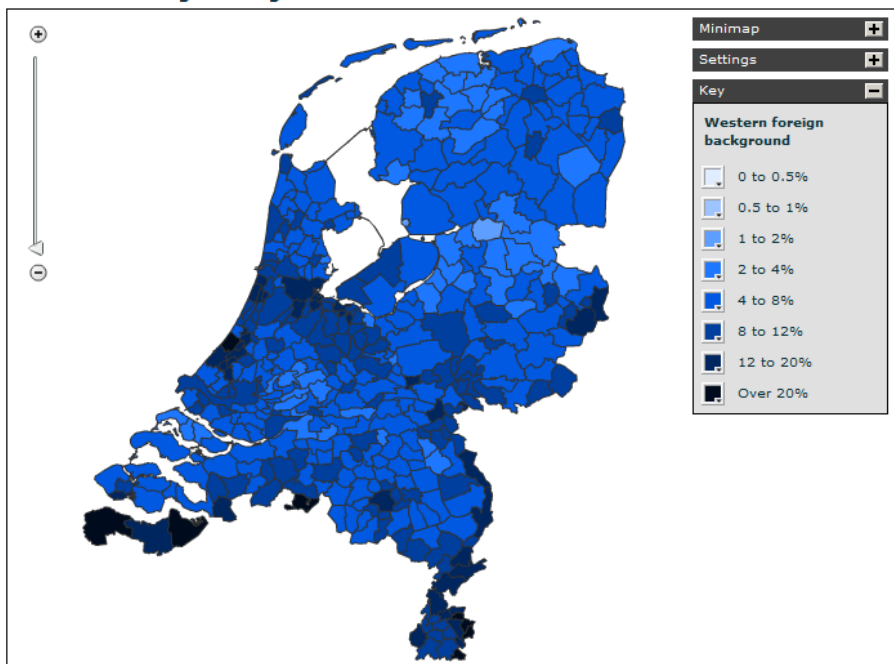 Minimap
Settings
Key
Western foreign
background
0 to 0.5%
0.5 to 1%
1 to 2%
2 to 4%
4 to 8%
8 to 12%
12 to 20%
Over 20%